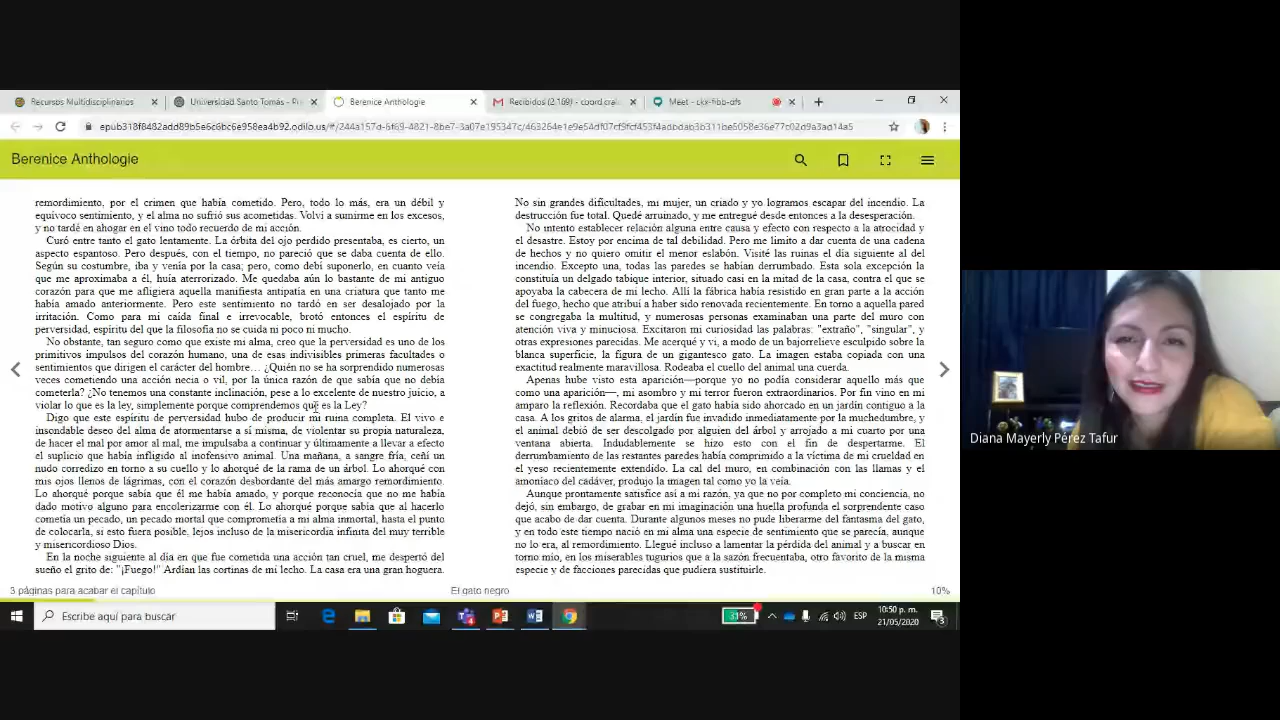 Recursos Multidisciplinarios
Universidad Santo Tomás - Re
Berenice Anthologie
Recibidos (2.169) - coord.crai
Meet - ckx-fibb-dfs
Berenice Anthologie
remordimiento, por el crimen que había cometido. Pero, todo lo más, era un débil y
equívoco sentimiento, y el alma no sufrió sus acometidas. Volví a sumirme en los excesos,
y no tardé en ahogar en el vino todo recuerdo de mi acción.
Curó entre tanto el gato lentamente. La órbita del ojo perdido presentaba, es cierto, un
aspecto espantoso. Pero después, con el tiempo, no pareció que se daba cuenta de ello.
Según su costumbre, iba y venía por la casa; pero, como debí suponerlo, en cuanto veía
que me aproximaba a él, huía aterrorizado. Me quedaba aún lo bastante de mi antiguo
corazón para que me afligiera aquella manifiesta antipatía en una criatura que tanto me
había amado anteriormente. Pero este sentimiento no tardó en ser desalojado por la
irritación. Como para mi caída final e irrevocable, brotó entonces el espíritu de
perversidad, espíritu del que la filosofía no se cuida ni poco ni mucho.
No obstante, tan seguro como que existe mi alma, creo que la perversidad es uno de los
primitivos impulsos del corazón humano, una de esas indivisibles primeras facultades o
sentimientos que dirigen el carácter del hombre… ¿Quién no se ha sorprendido numerosas
veces cometiendo una acción necia o vil, por la única razón de que sabía que no debía
cometerla? ¿No tenemos una constante inclinación, pese a lo excelente de nuestro juicio, a
violar lo que es la ley, simplemente porque comprendemos que es la Ley?
Digo que este espíritu de perversidad hubo de producir mi ruina completa. El vivo e
insondable deseo del alma de atormentarse a sí misma, de violentar su propia naturaleza,
de hacer el mal por amor al mal, me impulsaba a continuar y últimamente a llevar a efecto
el suplicio que había infligido al inofensivo animal. Una mañana, a sangre fría, ceñí un
nudo corredizo en torno a su cuello y lo ahorqué de la rama de un árbol. Lo ahorqué con
mis ojos llenos de lágrimas, con el corazón desbordante del más amargo remordimiento.
Lo ahorqué porque sabía que él me había amado, y porque reconocía que no me había
dado motivo alguno para encolerizarme con él. Lo ahorqué porque sabía que al hacerlo
cometía un pecado, un pecado mortal que comprometía a mi alma inmortal, hasta el punto
de colocarla, si esto fuera posible, lejos incluso de la misericordia infinita del muy terrible
y misericordioso Dios.
En la noche siguiente al día en que fue cometida una acción tan cruel, me despertó del
sueño el grito de: "¡Fuego!" Ardían las cortinas de mi lecho. La casa era una gran hoguera.
No sin grandes dificultades, mi mujer, un criado y yo logramos escapar del incendio. La
destrucción fue total. Quedé arruinado, y me entregué desde entonces a la desesperación.
No intento establecer relación alguna entre causa y efecto con respecto a la atrocidad y
el desastre. Estoy por encima de tal debilidad. Pero me limito a dar cuenta de una cadena
de hechos y no quiero omitir el menor eslabón. Visité las ruinas el día siguiente al del
incendio. Excepto una, todas las paredes se habían derrumbado. Esta sola excepción la
constituía un delgado tabique interior, situado casi en la mitad de la casa, contra el que se
apoyaba la cabecera de mi lecho. Allí la fábrica había resistido en gran parte a la acción
del fuego, hecho que atribuí a haber sido renovada recientemente. En torno a aquella pared
se congregaba la multitud, y numerosas personas examinaban una parte del muro con
atención viva y minuciosa. Excitaron mi curiosidad las palabras: "extraño", "singular", y
otras expresiones parecidas. Me acerqué y vi, a modo de un bajorrelieve esculpido sobre la
blanca superficie, la figura de un gigantesco gato. La imagen estaba copiada con una
exactitud realmente maravillosa. Rodeaba el cuello del animal una cuerda.
Apenas hube visto esta aparición—porque yo no podía considerar aquello más que
como una aparición—, mi asombro y mi terror fueron extraordinarios. Por fin vino en mi
amparo la reflexión. Recordaba que el gato había sido ahorcado en un jardín contiguo a la
casa. A los gritos de alarma, el jardín fue invadido inmediatamente por la muchedumbre, y
el animal debió de ser descolgado por alguien del árbol y arrojado a mi cuarto por una
ventana abierta. Indudablemente se hizo esto con el fin de despertarme. El
derrumbamiento de las restantes paredes había comprimido a la víctima de mi crueldad en
el yeso recientemente extendido. La cal del muro, en combinación con las llamas y el
amoníaco del cadáver, produjo la imagen tal como yo la veía.
Aunque prontamente satisfice así a mi razón, ya que no por completo mi conciencia, no
dejó, sin embargo, de grabar en mi imaginación una huella profunda el sorprendente caso
que acabo de dar cuenta. Durante algunos meses no pude liberarme del fantasma del gato,
y en todo este tiempo nació en mi alma una especie de sentimiento que se parecía, aunque
no lo era, al remordimiento. Llegué incluso a lamentar la pérdida del animal y a buscar en
torno mío, en los miserables tugurios que a la sazón frecuentaba, otro favorito de la misma
especie y de facciones parecidas que pudiera sustituirle.
3 páginas para acabar el capítulo
El gato negro
10%
Escribe aquí para buscar
31%
ESP
10:50 p. m.
21/05/2020
3
Diana Mayerly Pérez Tafur